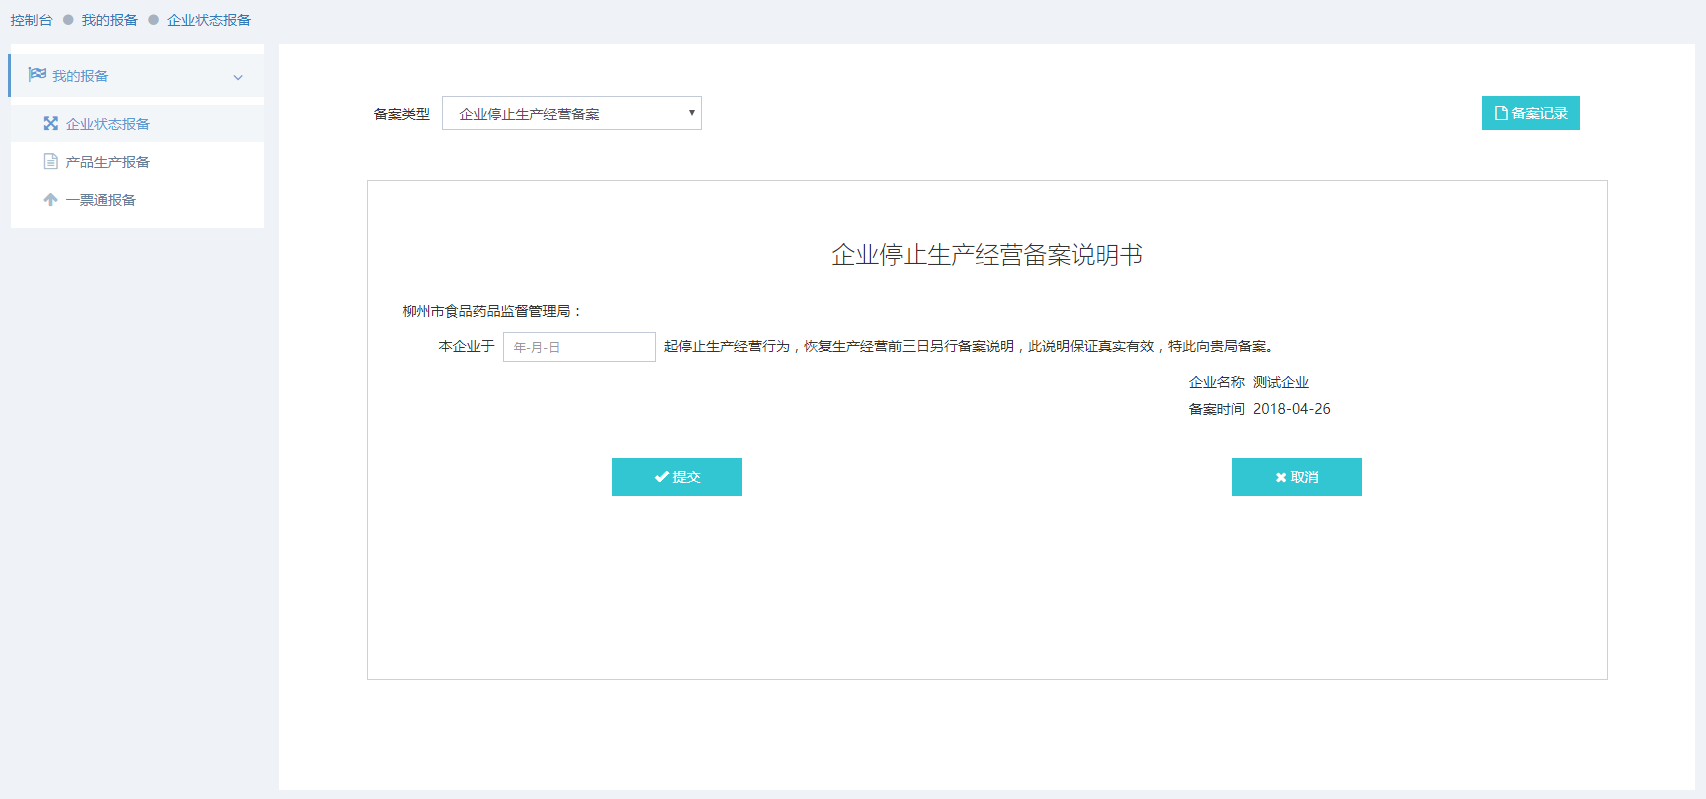 控制台 我的报备 企业状态报备
我的报备
企业状态报备
产品生产报备
一票通报备
备案类型 企业停止生产经营备案
备案记录
企业停止生产经营备案说明书
柳州市食品药品监督管理局：
本企业于 年-月-日 起停止生产经营行为，恢复生产经营前三日另行备案说明，此说明保证真实有效，特此向贵局备案。
企业名称 测试企业
备案时间 2018-04-26
提交 取消